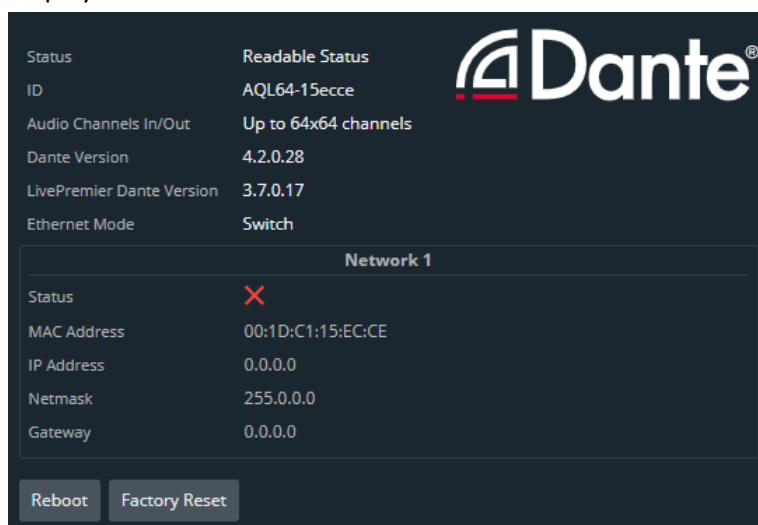 Status Readable Status
ID AQL64-15ecce
Audio Channels In/Out Up to 64x64 channels
Dante Version 4.2.0.28
LivePremier Dante Version 3.7.0.17
Ethernet Mode Switch
Dante®
Network 1
Status
MAC Address 00:1D:C1:15:EC:CE
IP Address 0.0.0.0
Netmask 255.0.0.0
Gateway 0.0.0.0
Reboot Factory Reset